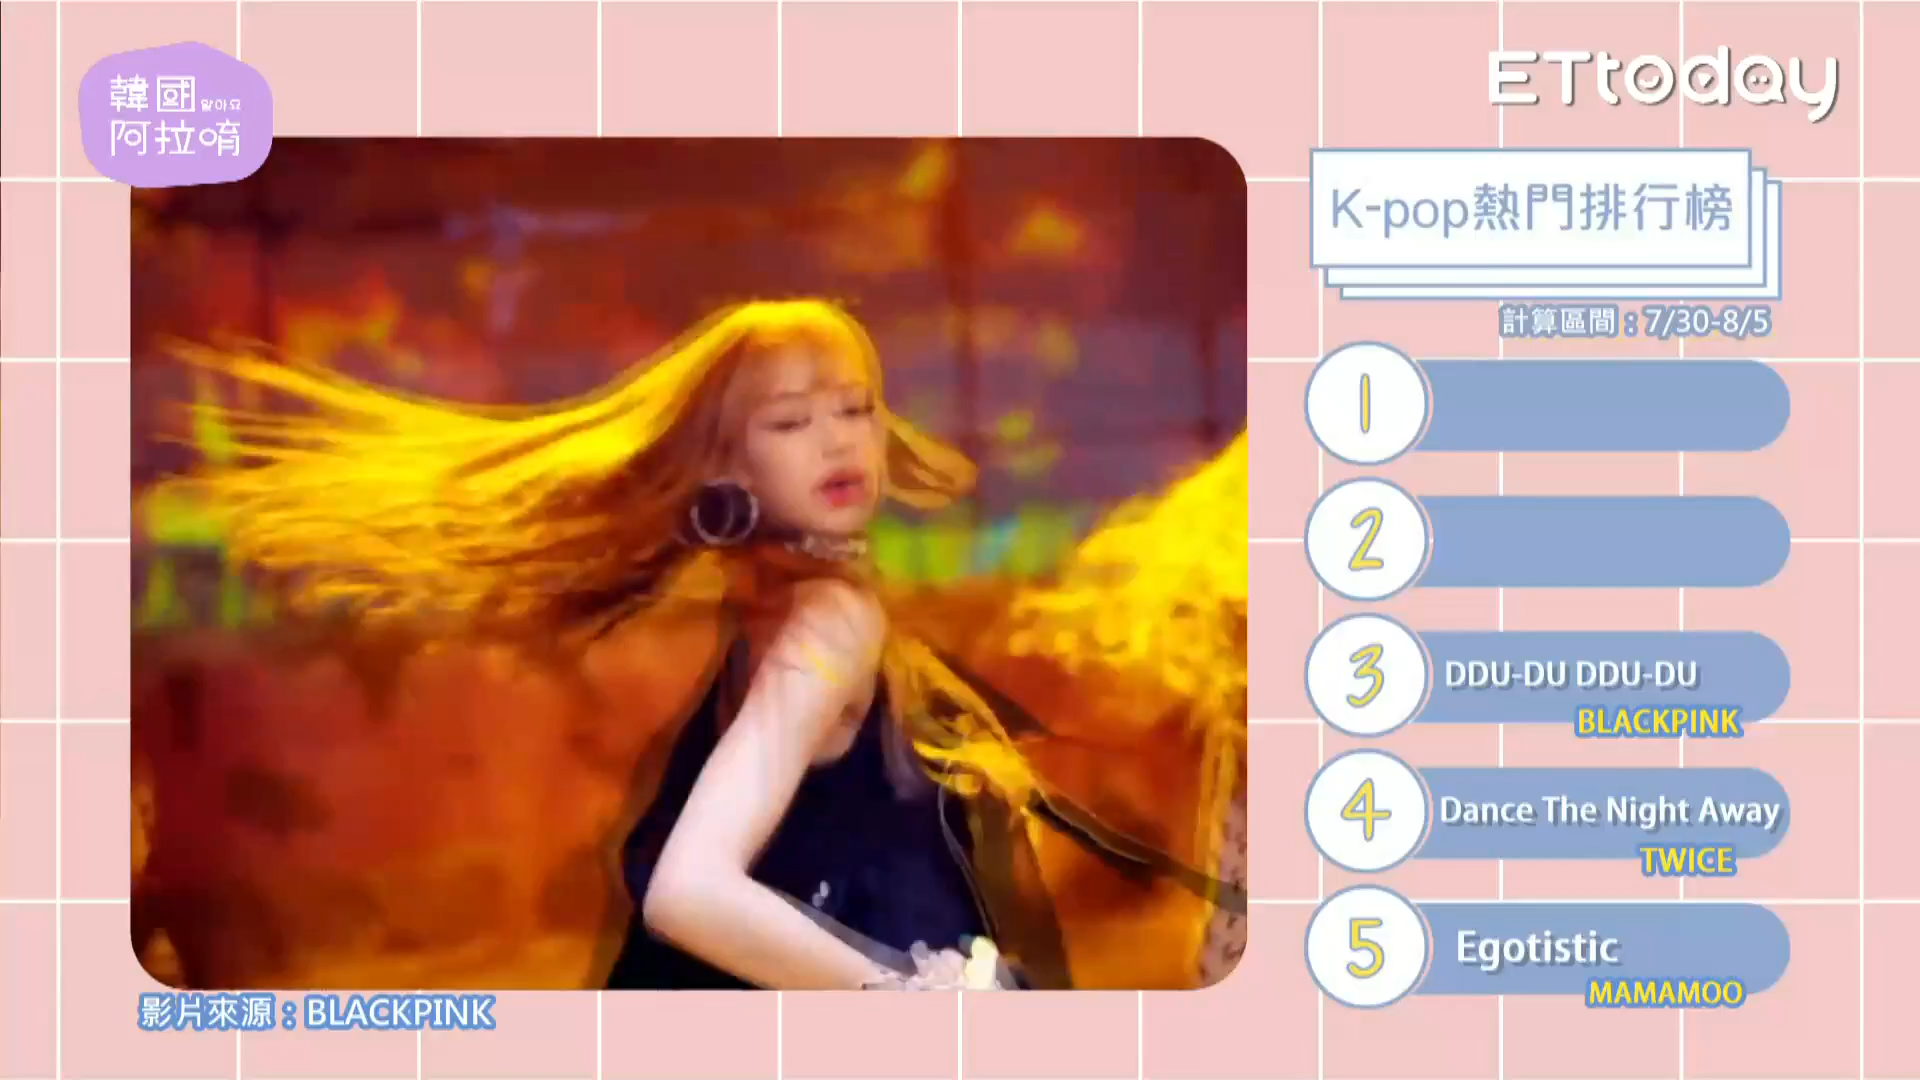 韓國 알아요
阿拉唷
ETtoday
K-pop熱門排行榜
計算區間：7/30-8/5
1
2
3 DDU-DU DDU-DU
BLACKPINK
4 Dance The Night Away
TWICE
5 Egotistic
MAMAMOO
影片來源：BLACKPINK